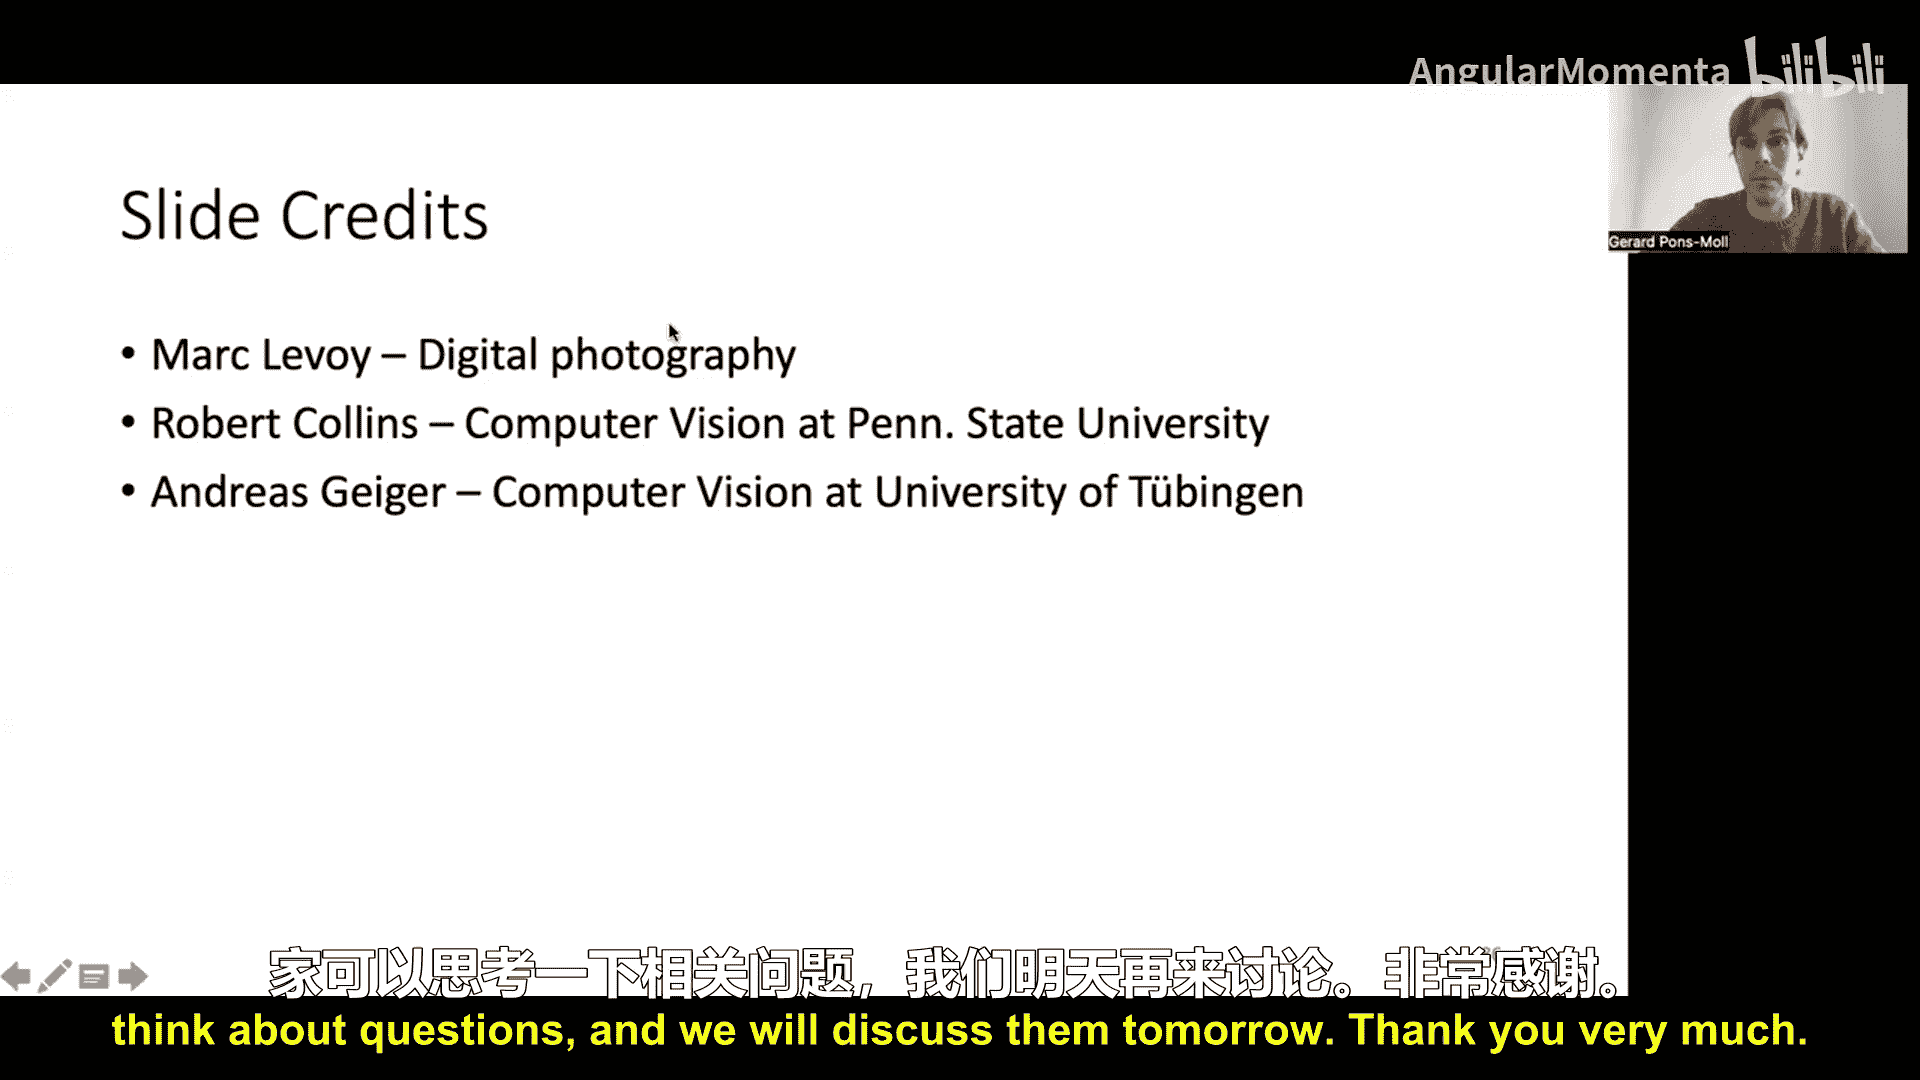 AngularMomenta bilibili
Gerard Pons-Moll
Slide Credits
• Marc Levoy – Digital photography
• Robert Collins – Computer Vision at Penn. State University
• Andreas Geiger – Computer Vision at University of Tübingen
家可以思考一下相关问题，我们明天再来讨论。非常感谢。
think about questions, and we will discuss them tomorrow. Thank you very much.